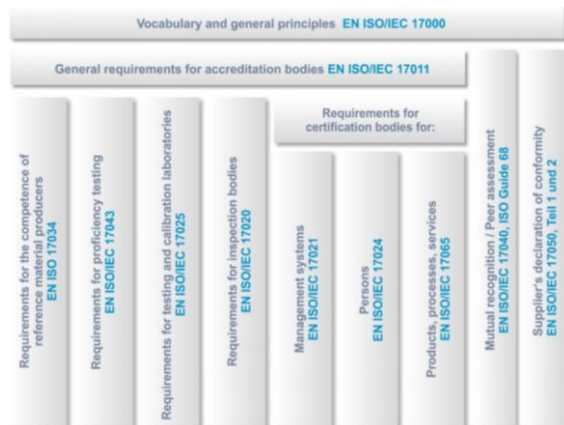 Vocabulary and general principles EN ISO/IEC 17000
General requirements for accreditation bodies EN ISO/IEC 17011
Requirements for
certification bodies for:
Requirements for the competence of
reference material producers
EN ISO 17034
Requirements for proficiency testing
EN ISO/IEC 17043
Requirements for testing and calibration laboratories
EN ISO/IEC 17025
Requirements for inspection bodies
EN ISO/IEC 17020
Management systems
EN ISO/IEC 17021
Persons
EN ISO/IEC 17024
Products, processes, services
EN ISO/IEC 17065
Mutual recognition / Peer assessment
EN ISO/IEC 17040, ISO Guide 68
Supplier's declaration of conformity
EN ISO/IEC 17050, Teil 1 und 2